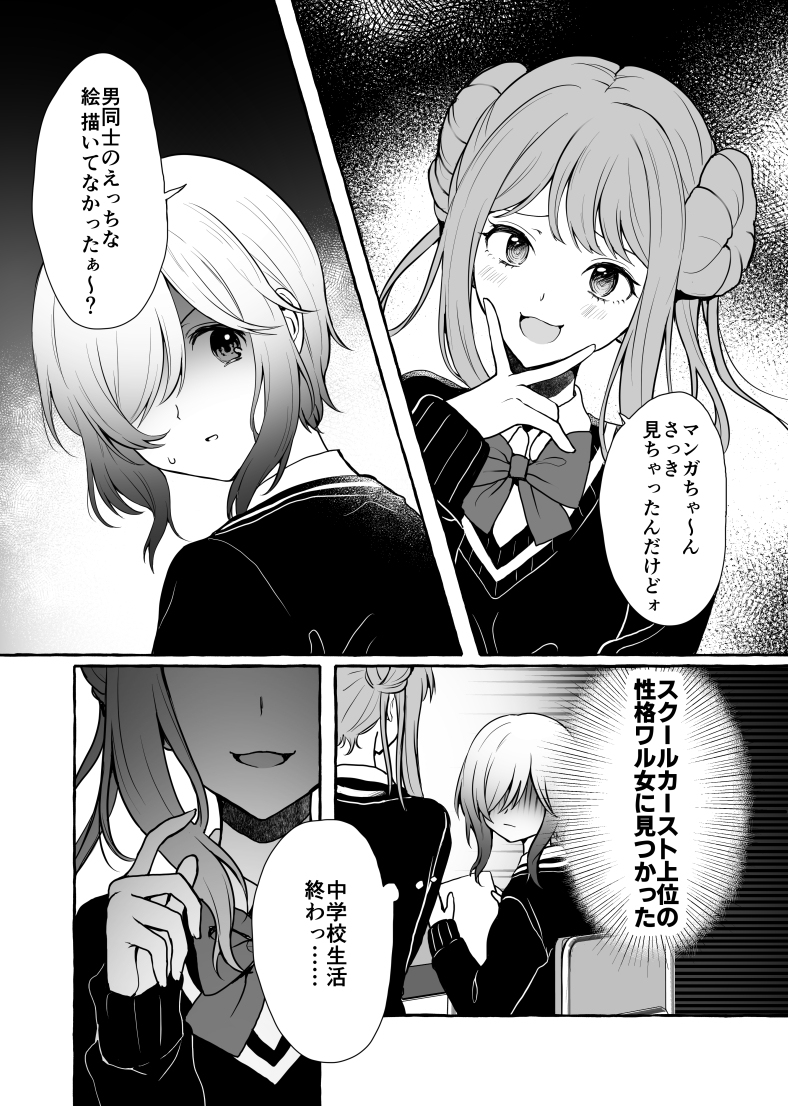 マンガちゃ〜ん
さっき
見ちゃったんだけどォ
男同士のえっちな
絵描いてなかったぁ〜？
スクールカースト上位の
性格ワル女に見つかった
中学校生活
終わっ……